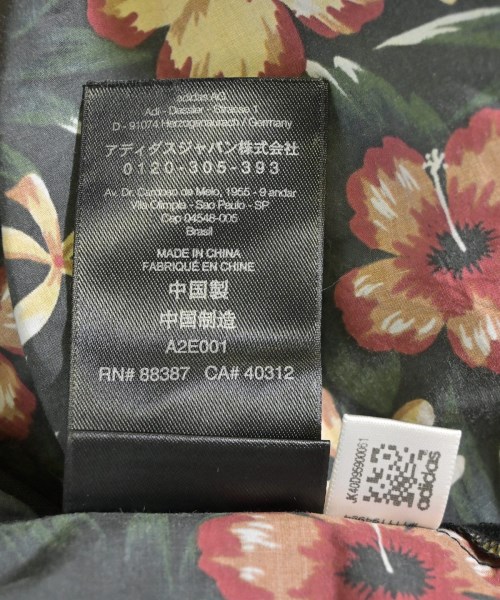 adidas AG
Adi - Dassler - Strasse 1
D - 91074 Herzogenaurach / Germany
アディダスジャパン株式会社
0120-305-393
Av. Dr. Cardoso de Melo, 1955 - 9 andar
Vila Olimpia - Sao Paulo - SP
Cep 04548-005
Brasil
MADE IN CHINA
FABRIQUÉ EN CHINE
中国製
中国制造
A2E001
RN# 88387 CA# 40312
JK40D95900061
adidas